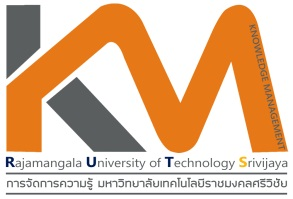 KM
KNOWLEDGE MANAGEMENT
Rajamangala University of Technology Srivijaya
การจัดการความรู้ มหาวิทยาลัยเทคโนโลยีราชมงคลศรีวิชัย